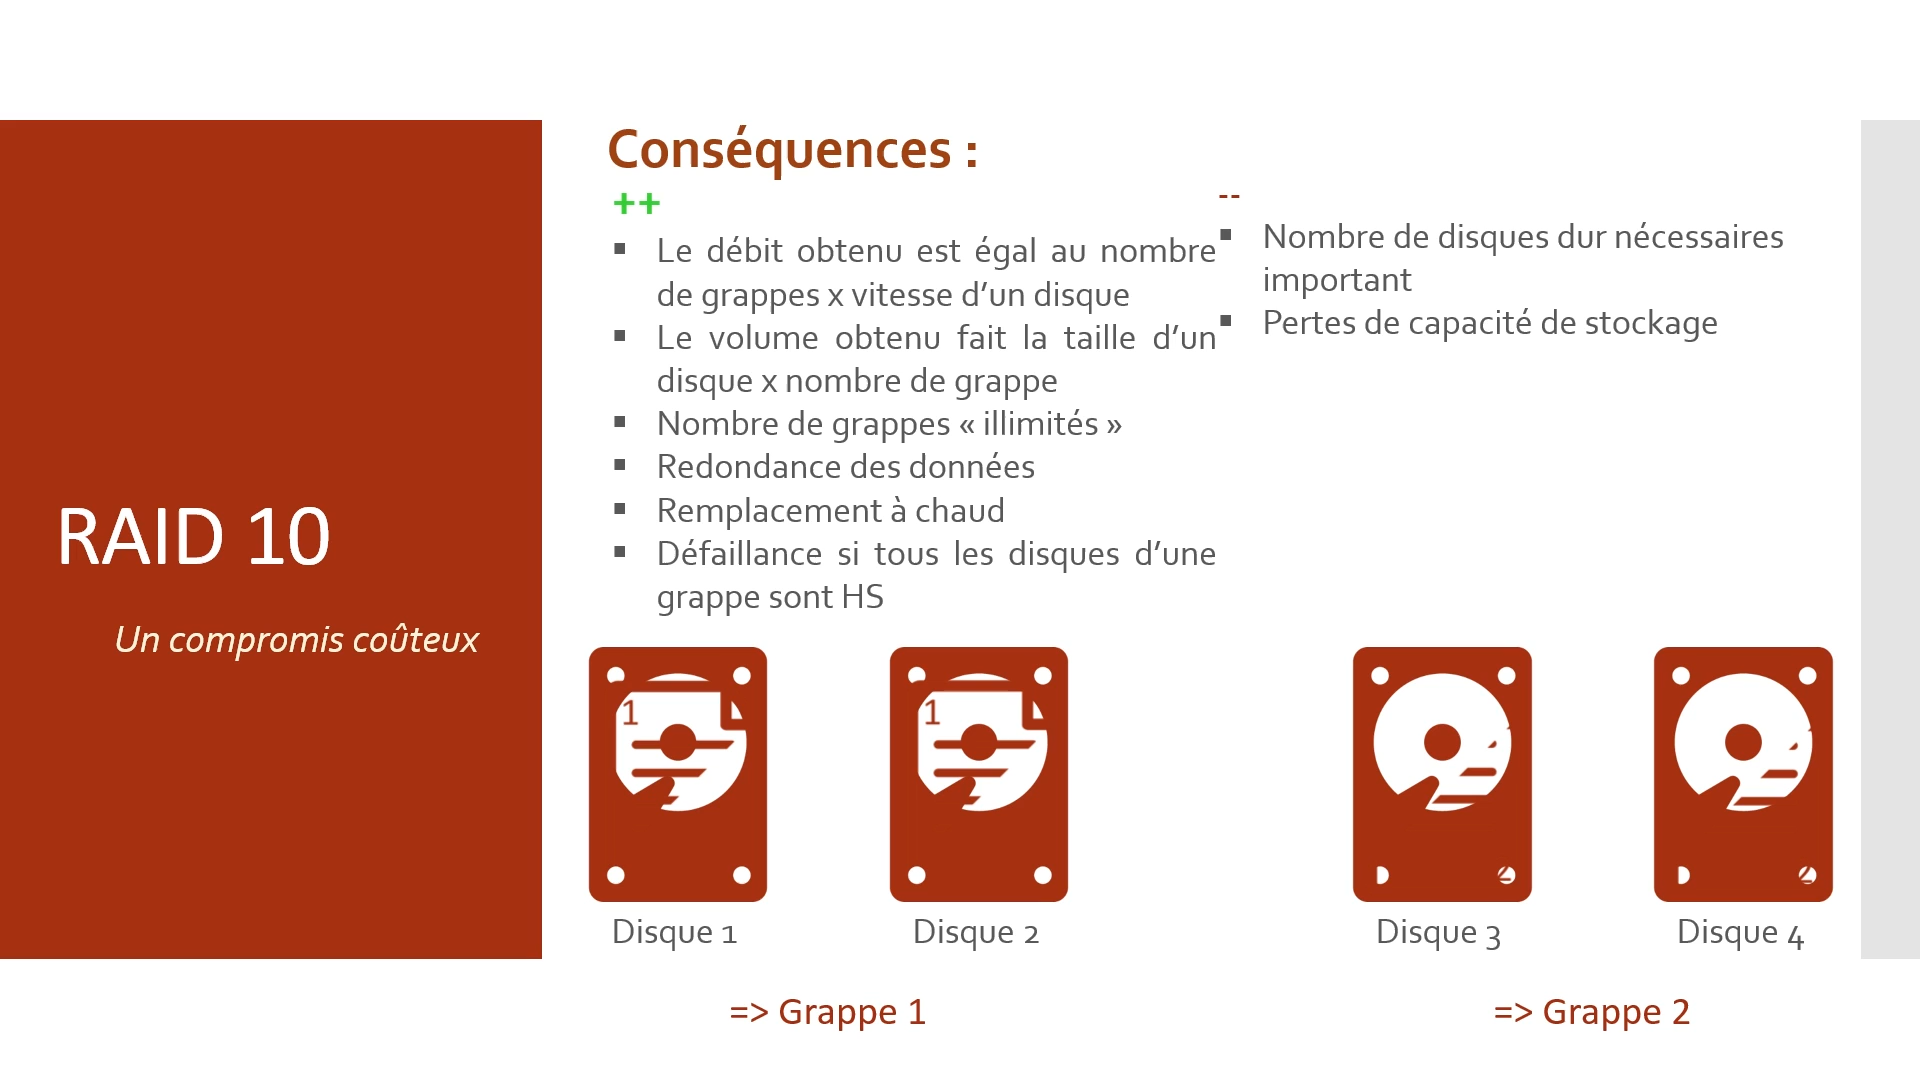 RAID 10
Un compromis coûteux
Conséquences :
++
▪ Le débit obtenu est égal au nombre
de grappes x vitesse d’un disque
▪ Le volume obtenu fait la taille d’un
disque x nombre de grappe
▪ Nombre de grappes « illimités »
▪ Redondance des données
▪ Remplacement à chaud
▪ Défaillance si tous les disques d’une
grappe sont HS
--
▪ Nombre de disques dur nécessaires
important
▪ Pertes de capacité de stockage
1
1
2
2
Disque 1
Disque 2
Disque 3
Disque 4
=> Grappe 1
=> Grappe 2